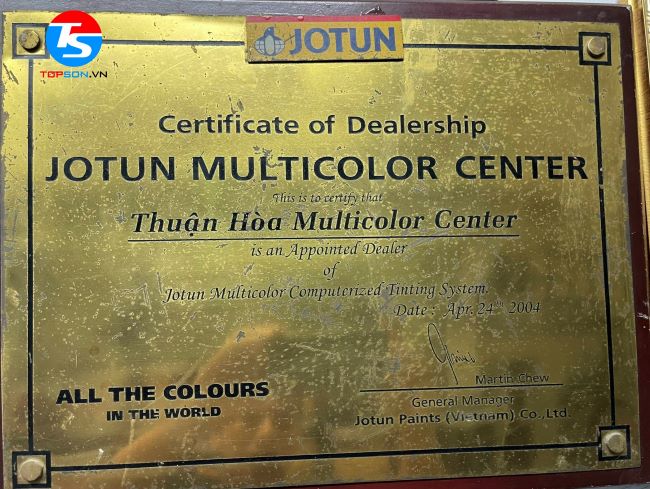 TS
TOPSON.VN
JOTUN
Certificate of Dealership
JOTUN MULTICOLOR CENTER
This is to certify that
Thuận Hòa Multicolor Center
is an Appointed Dealer
of
Jotun Multicolor Computerized Tinting System.
Date : Apr. 24th 2004
Martin Chew
General Manager
Jotun Paints (Vietnam) Co., Ltd.
ALL THE COLOURS
IN THE WORLD